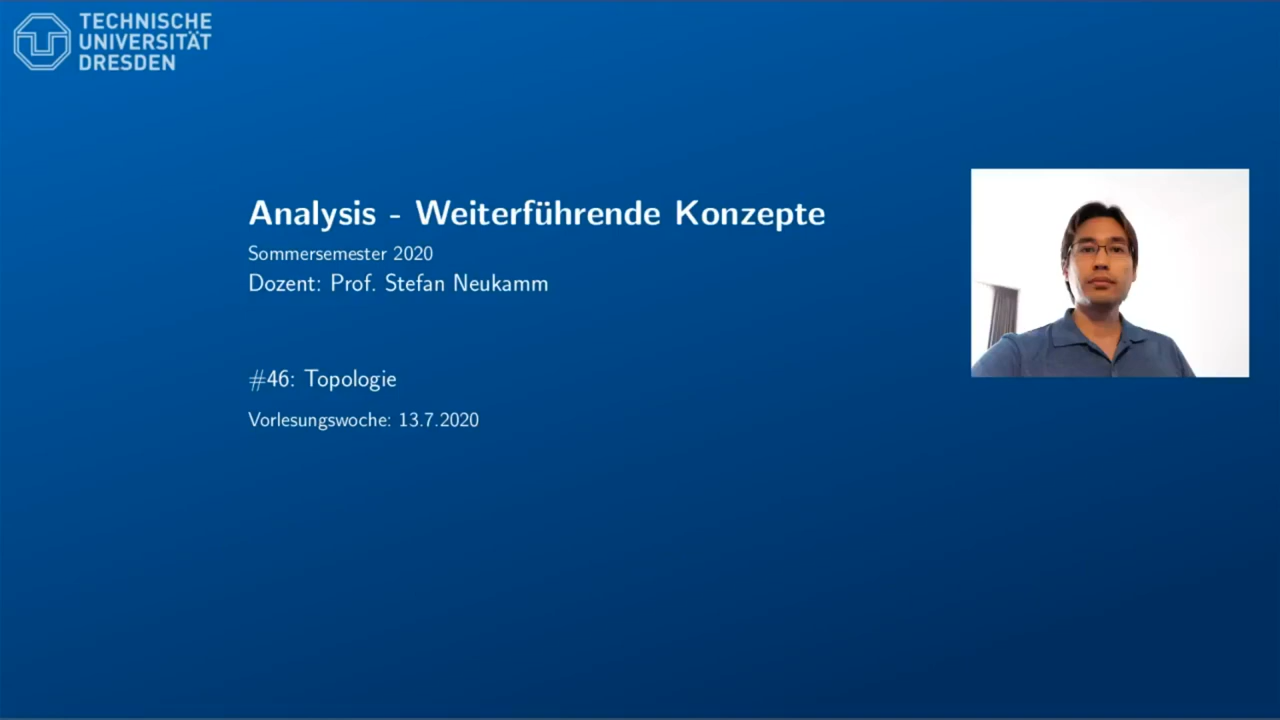 TECHNISCHE
UNIVERSITÄT
DRESDEN
Analysis - Weiterführende Konzepte
Sommersemester 2020
Dozent: Prof. Stefan Neukamm
#46: Topologie
Vorlesungswoche: 13.7.2020